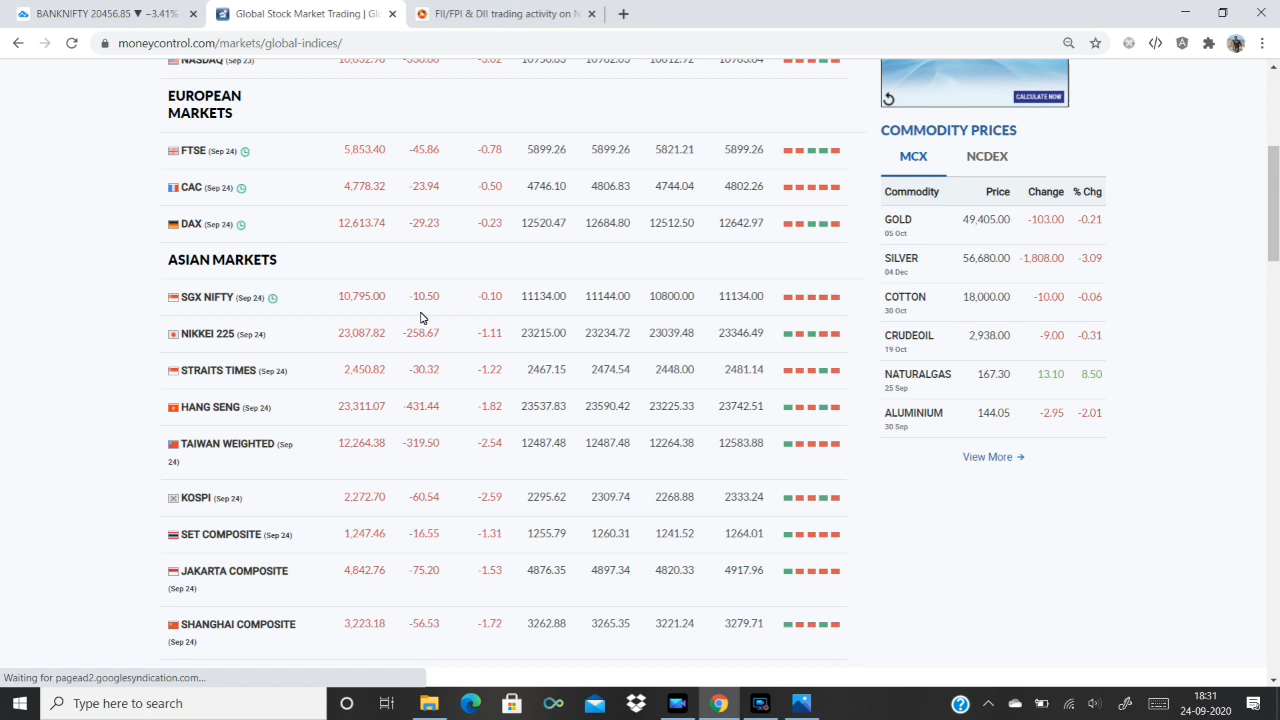 BANKNIFTY 20456.85 ▼ −3.41%
Global Stock Market Trading | Glo
FII/FPI & DII trading activity on N
moneycontrol.com/markets/global-indices/
NASDAQ (Sep 23)
EUROPEAN MARKETS
FTSE (Sep 24) 5,853.40 -45.86 -0.78 5899.26 5899.26 5821.21 5899.26
CAC (Sep 24) 4,778.32 -23.94 -0.50 4746.10 4806.83 4744.04 4802.26
DAX (Sep 24) 12,613.74 -29.23 -0.23 12520.47 12684.80 12512.50 12642.97
ASIAN MARKETS
SGX NIFTY (Sep 24) 10,795.00 -10.50 -0.10 11134.00 11144.00 10800.00 11134.00
NIKKEI 225 (Sep 24) 23,087.82 -258.67 -1.11 23215.00 23234.72 23039.48 23346.49
STRAITS TIMES (Sep 24) 2,450.82 -30.32 -1.22 2467.15 2474.54 2448.00 2481.14
HANG SENG (Sep 24) 23,311.07 -431.44 -1.82 23537.83 23590.42 23225.33 23742.51
TAIWAN WEIGHTED (Sep 24) 12,264.38 -319.50 -2.54 12487.48 12487.48 12264.38 12583.88
KOSPI (Sep 24) 2,272.70 -60.54 -2.59 2295.62 2309.74 2268.88 2333.24
SET COMPOSITE (Sep 24) 1,247.46 -16.55 -1.31 1255.79 1260.31 1241.52 1264.01
JAKARTA COMPOSITE (Sep 24) 4,842.76 -75.20 -1.53 4876.35 4897.34 4820.33 4917.96
SHANGHAI COMPOSITE (Sep 24) 3,223.18 -56.53 -1.72 3262.88 3265.35 3221.24 3279.71
CALCULATE NOW
COMMODITY PRICES
MCX NCDEX
Commodity Price Change % Chg
GOLD 49,405.00 -103.00 -0.21
05 Oct
SILVER 56,680.00 -1,808.00 -3.09
04 Dec
COTTON 18,000.00 -10.00 -0.06
30 Oct
CRUDEOIL 2,938.00 -9.00 -0.31
19 Oct
NATURALGAS 167.30 13.10 8.50
25 Sep
ALUMINIUM 144.05 -2.95 -2.01
30 Sep
View More →
Waiting for pagead2.googlesyndication.com...
Type here to search
18:31
24-09-2020